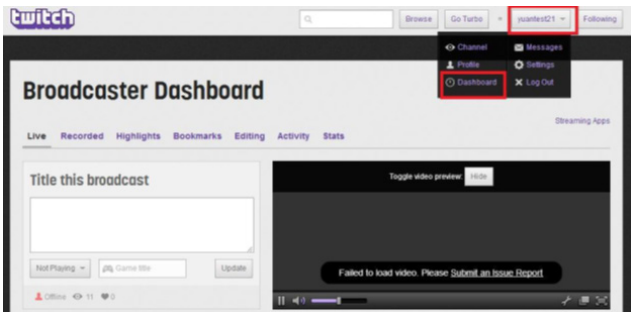 twitch
Browse Go Turbo yuantest21 Following
Channel Messages
Profile Settings
Dashboard Log Out
Broadcaster Dashboard
Streaming Apps
Live Recorded Highlights Bookmarks Editing Activity Stats
Title this broadcast
Toggle video preview: Hide
Not Playing Game title Update
Failed to load video. Please Submit an Issue Report
Offline 11 0